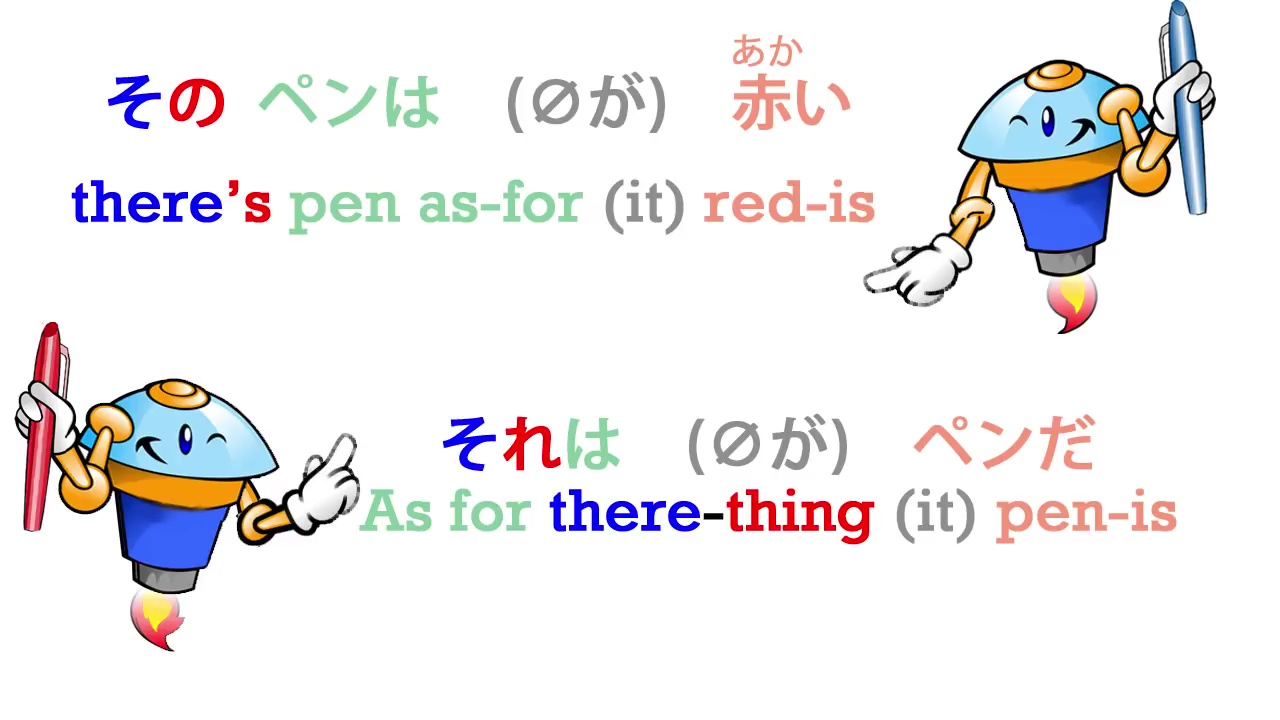 あか
その ペンは (∅が) 赤い
there's pen as-for (it) red-is
それは (∅が) ペンだ
As for there-thing (it) pen-is